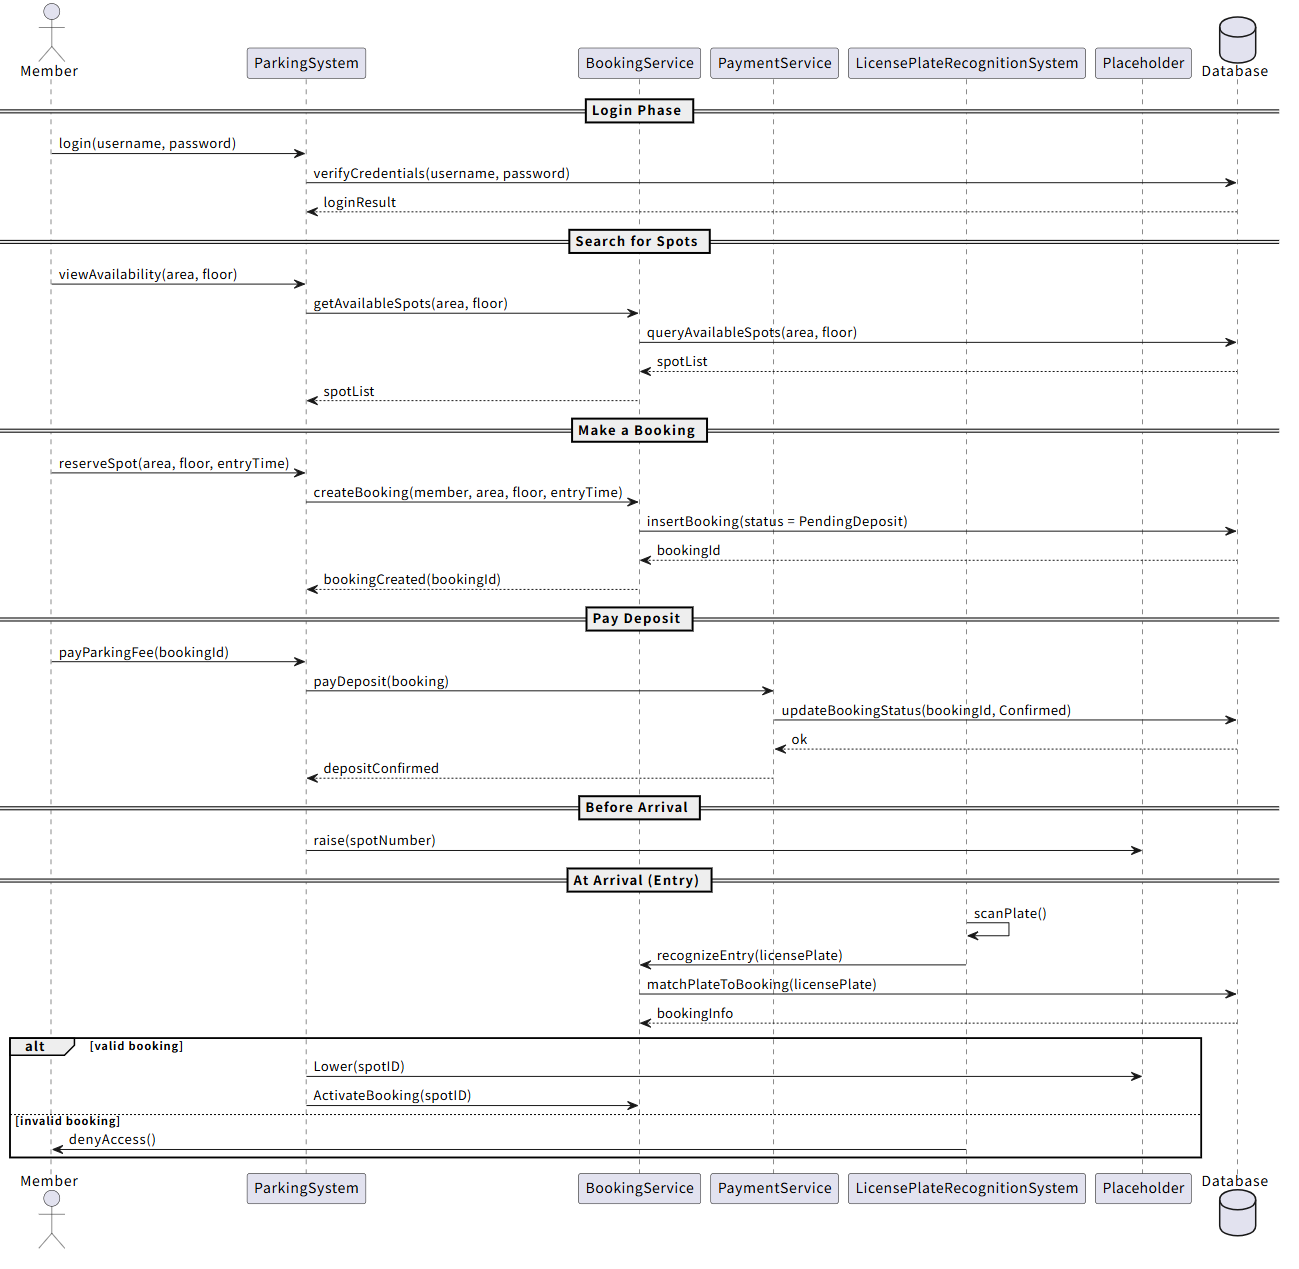 Member
ParkingSystem
BookingService
PaymentService
LicensePlateRecognitionSystem
Placeholder
Database
Login Phase
login(username, password)
verifyCredentials(username, password)
loginResult
Search for Spots
viewAvailability(area, floor)
getAvailableSpots(area, floor)
queryAvailableSpots(area, floor)
spotList
spotList
Make a Booking
reserveSpot(area, floor, entryTime)
createBooking(member, area, floor, entryTime)
insertBooking(status = PendingDeposit)
bookingId
bookingCreated(bookingId)
Pay Deposit
payParkingFee(bookingId)
payDeposit(booking)
updateBookingStatus(bookingId, Confirmed)
ok
depositConfirmed
Before Arrival
raise(spotNumber)
At Arrival (Entry)
scanPlate()
recognizeEntry(licensePlate)
matchPlateToBooking(licensePlate)
bookingInfo
alt
[valid booking]
Lower(spotID)
ActivateBooking(spotID)
[invalid booking]
denyAccess()
Member
ParkingSystem
BookingService
PaymentService
LicensePlateRecognitionSystem
Placeholder
Database